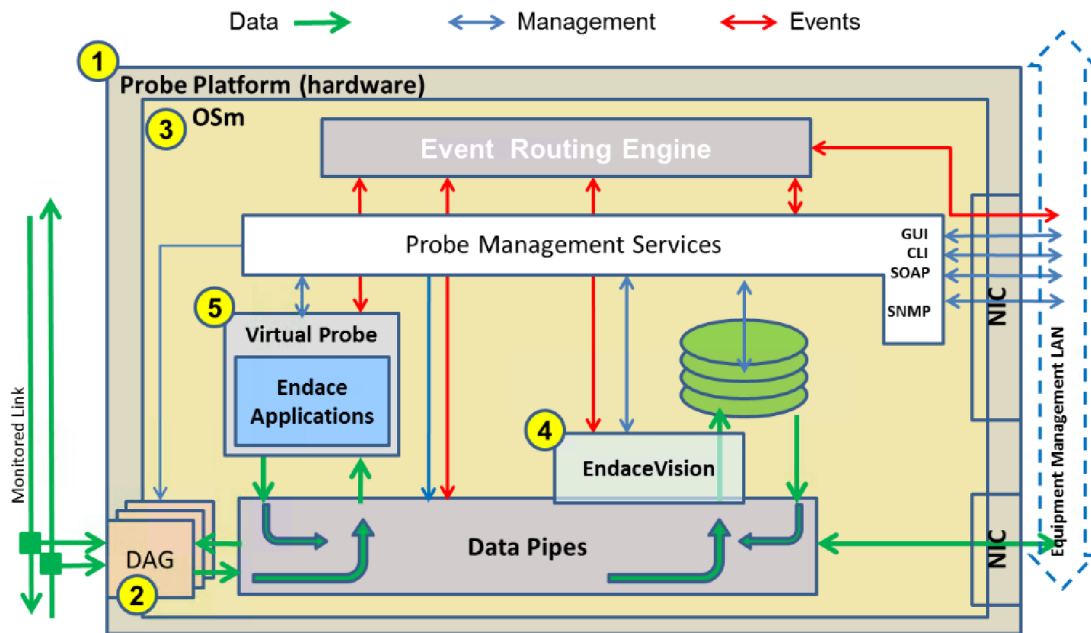 Data
Management
Events
1
Probe Platform (hardware)
3
OSm
Event Routing Engine
Probe Management Services
GUI
CLI
SOAP
SNMP
NIC
5
Virtual Probe
Endace
Applications
4
EndaceVision
Monitored Link
Equipment Management LAN
DAG
2
Data Pipes
NIC